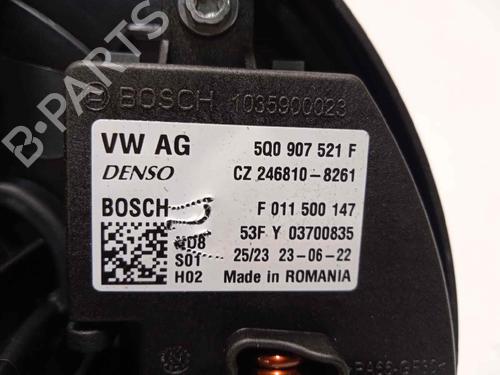 B-PARTS
BOSCH 1035900023
VW AG 5Q0 907 521 F
DENSO CZ 246810-8261
BOSCH F 011 500 147
ND8 53F Y 03700835
S01 25/23 23-06-22
H02 Made in ROMANIA